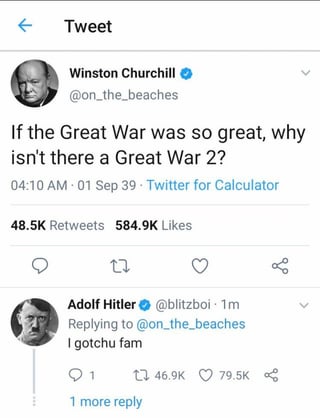 Tweet
Winston Churchill
@on_the_beaches
If the Great War was so great, why
isn't there a Great War 2?
04:10 AM · 01 Sep 39 · Twitter for Calculator
48.5K Retweets 584.9K Likes
Adolf Hitler @blitzboi · 1m
Replying to @on_the_beaches
I gotchu fam
1 46.9K 79.5K
1 more reply